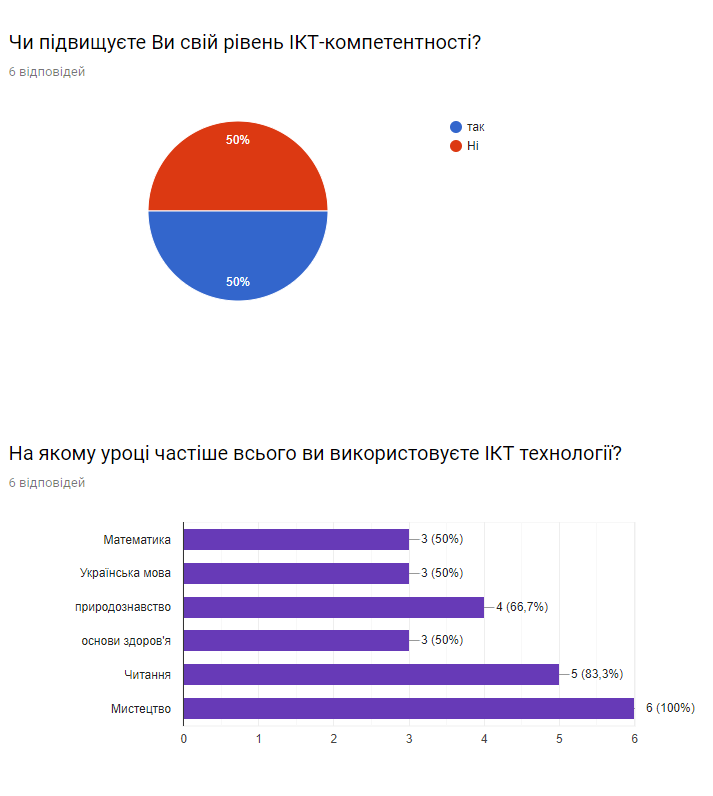 Чи підвищуєте Ви свій рівень ІКТ-компетентності?
6 відповідей
50%
50%
так
Ні
На якому уроці частіше всього ви використовуєте ІКТ технології?
6 відповідей
Математика 3 (50%)
Українська мова 3 (50%)
природознавство 4 (66,7%)
основи здоров'я 3 (50%)
Читання 5 (83,3%)
Мистецтво 6 (100%)
0 1 2 3 4 5 6